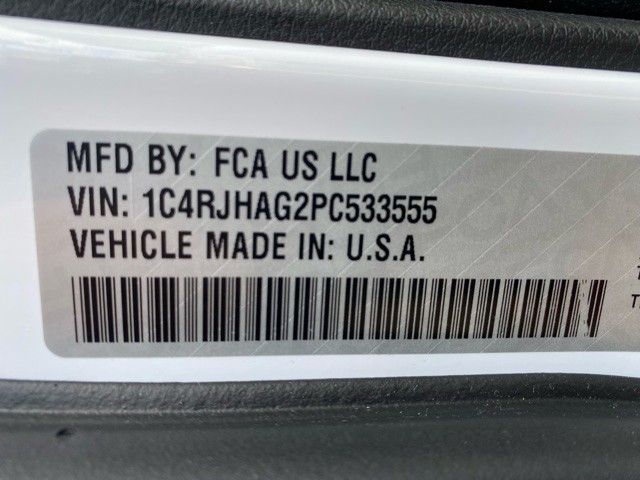 MFD BY: FCA US LLC
VIN: 1C4RJHAG2PC533555
VEHICLE MADE IN: U.S.A.